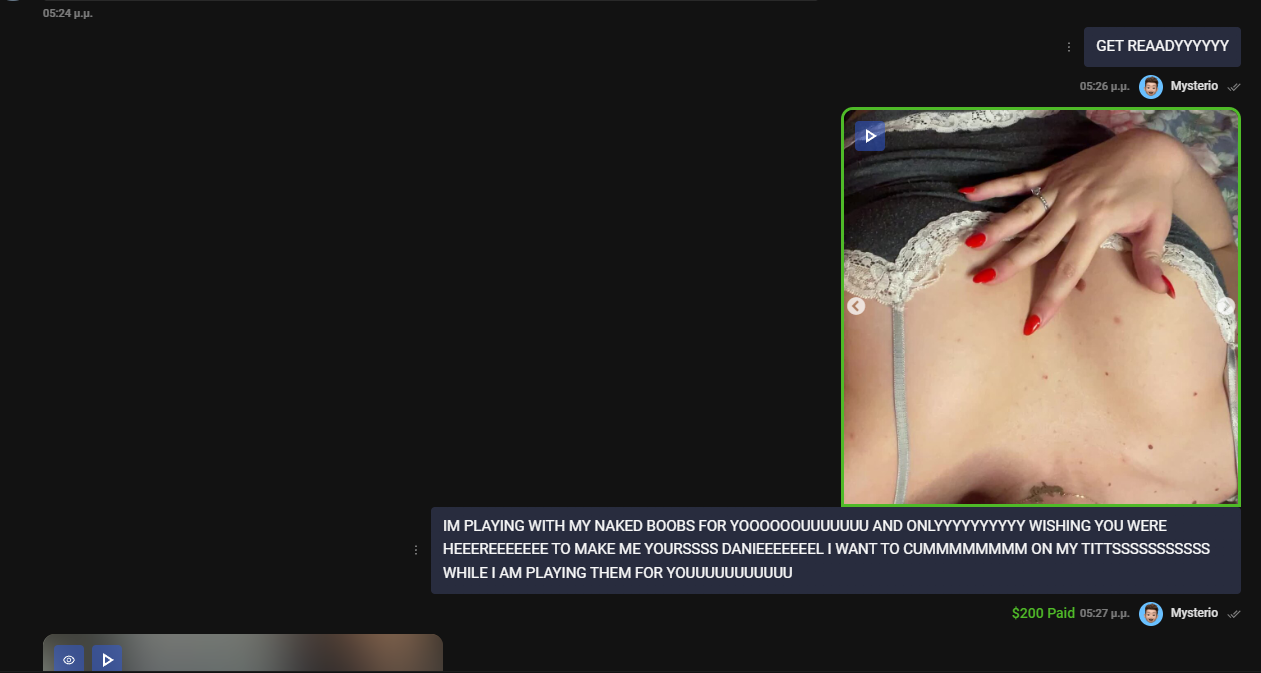 05:24 μ.μ.
GET REAADYYYYYY
05:26 μ.μ. Mysterio
IM PLAYING WITH MY NAKED BOOBS FOR YOOOOOOUUUUUUU AND ONLYYYYYYYYYY WISHING YOU WERE
HEEEREEEEEEE TO MAKE ME YOURSSSS DANIEEEEEEEL I WANT TO CUMMMMMMMM ON MY TITTSSSSSSSSSSS
WHILE I AM PLAYING THEM FOR YOUUUUUUUUUUU
$200 Paid 05:27 μ.μ. Mysterio